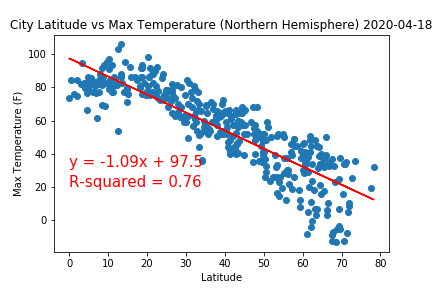 City Latitude vs Max Temperature (Northern Hemisphere) 2020-04-18
Max Temperature (F)
100
80
60
40
20
0
y = -1.09x + 97.5
R-squared = 0.76
0 10 20 30 40 50 60 70 80
Latitude